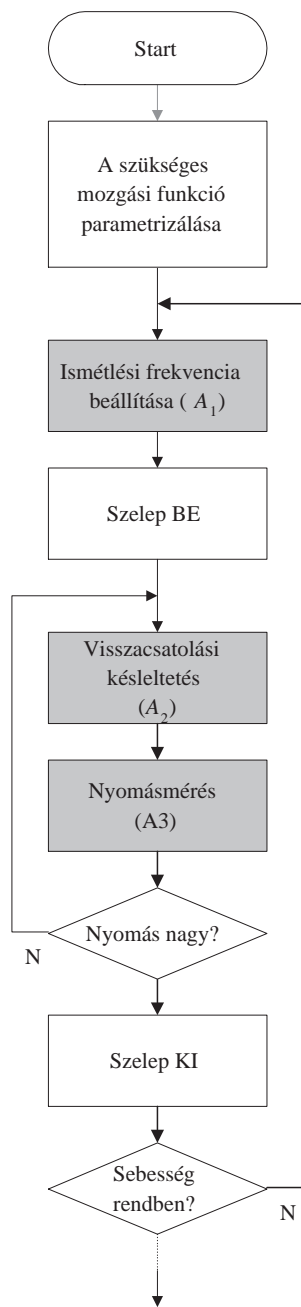 Start
A szükséges
mozgási funkció
parametrizálása
Ismétlési frekvencia
beállítása ( A₁)
Szelep BE
Visszacsatolási
késleltetés
(A₂)
Nyomásmérés
(A3)
Nyomás nagy?
N
Szelep KI
Sebesség
rendben?
N